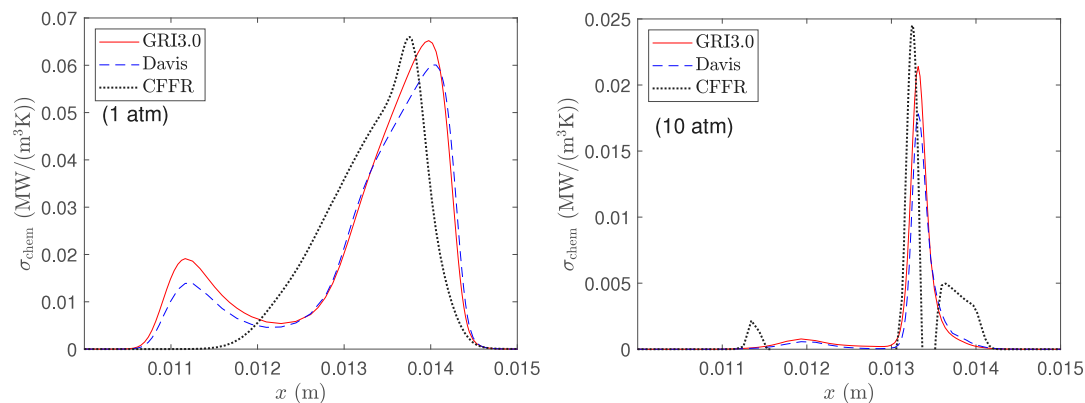 0.07
0.06
0.05
0.04
0.03
0.02
0.01
0
σchem (MW/(m³K))
GRI3.0
Davis
CFFR
(1 atm)
0.011 0.012 0.013 0.014 0.015
x (m)
0.025
0.02
0.015
0.01
0.005
0
σchem (MW/(m³K))
GRI3.0
Davis
CFFR
(10 atm)
0.011 0.012 0.013 0.014 0.015
x (m)